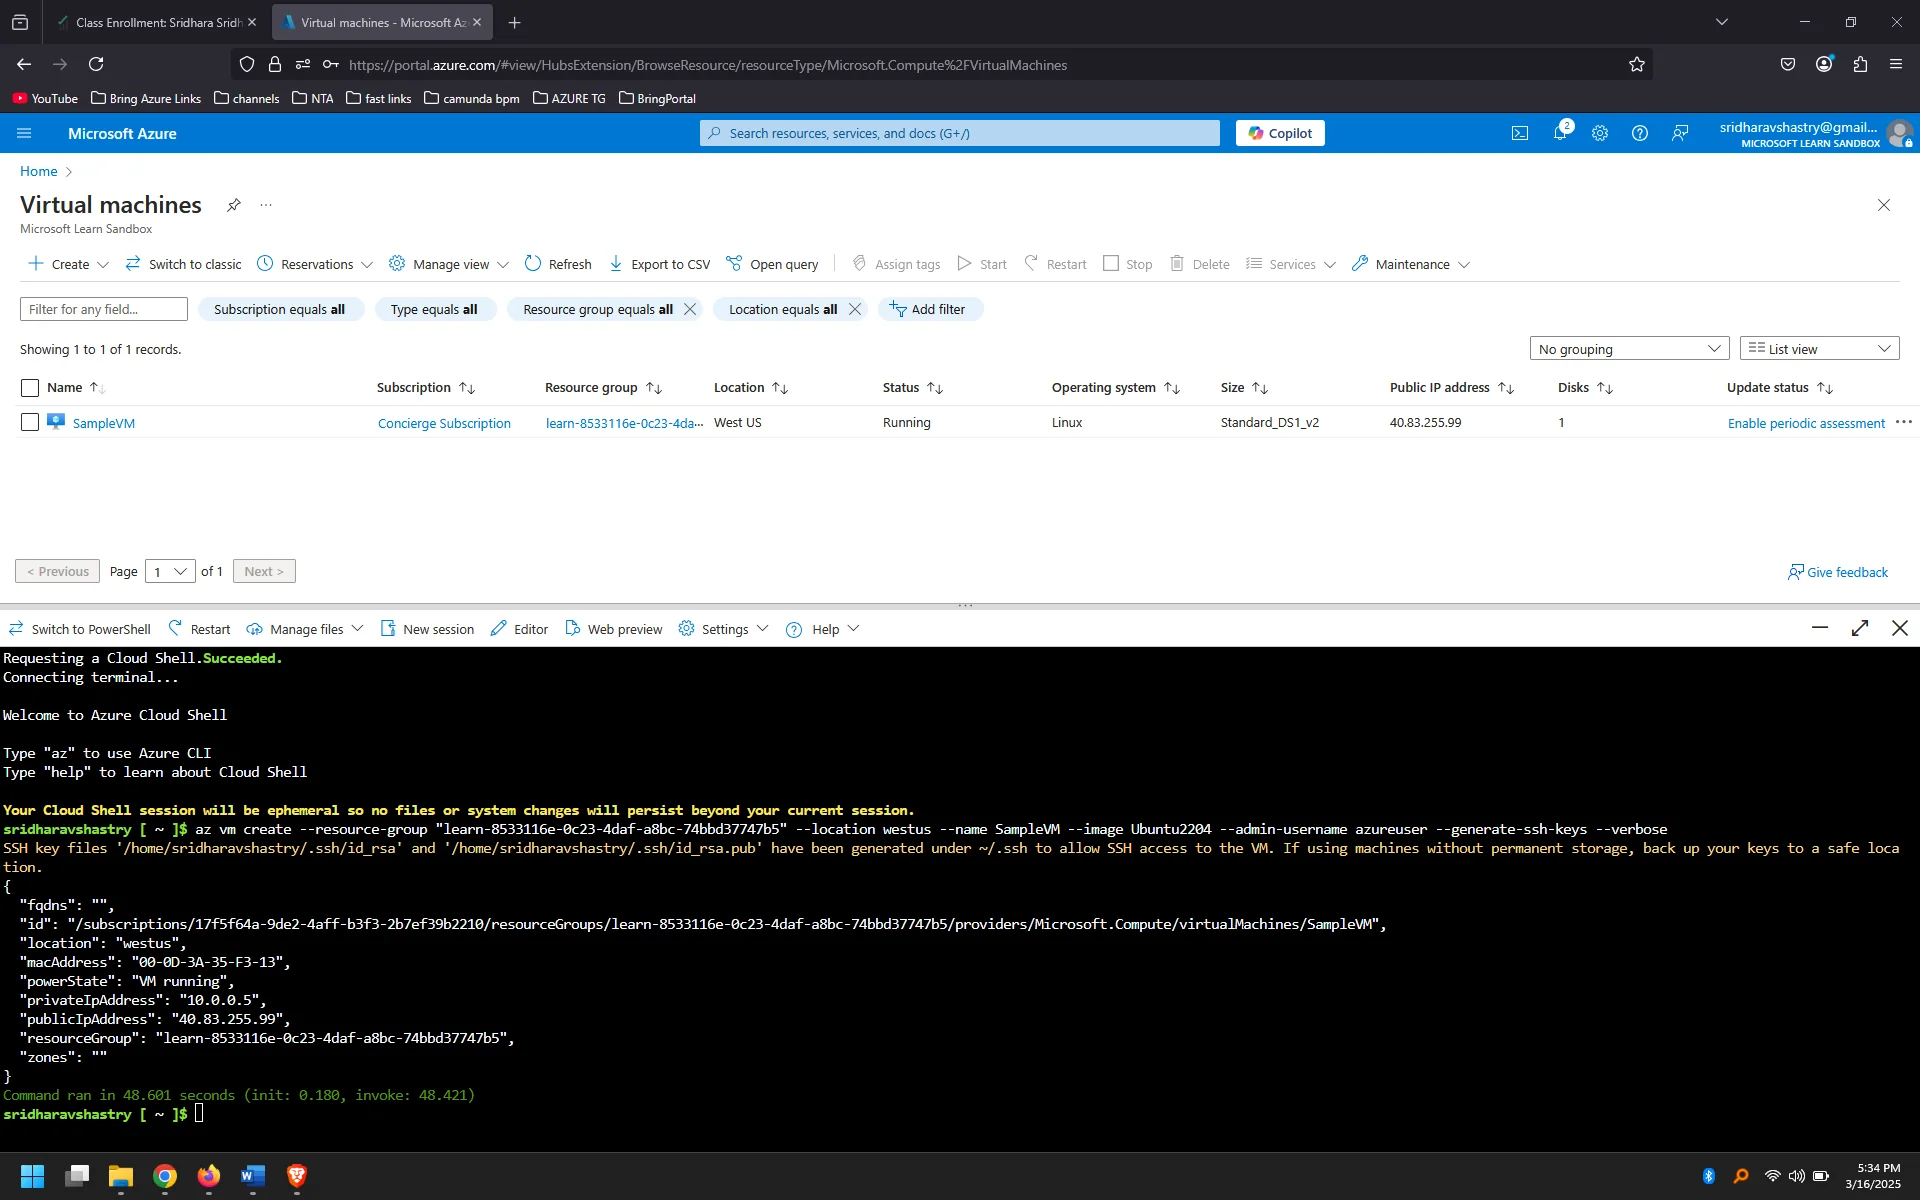 Class Enrollment: Sridhara Sridh
Virtual machines - Microsoft Az
https://portal.azure.com/#view/HubsExtension/BrowseResource/resourceType/Microsoft.Compute%2FVirtualMachines
YouTube Bring Azure Links channels NTA fast links camunda bpm AZURE TG BringPortal
Microsoft Azure
Search resources, services, and docs (G+/)
Copilot
2
sridharavshastry@gmail...
MICROSOFT LEARN SANDBOX
Home
Virtual machines
Microsoft Learn Sandbox
Create Switch to classic Reservations Manage view Refresh Export to CSV Open query Assign tags Start Restart Stop Delete Services Maintenance
Filter for any field... Subscription equals all Type equals all Resource group equals all Location equals all Add filter
Showing 1 to 1 of 1 records.
No grouping List view
Name Subscription Resource group Location Status Operating system Size Public IP address Disks Update status
SampleVM Concierge Subscription learn-8533116e-0c23-4da... West US Running Linux Standard_DS1_v2 40.83.255.99 1 Enable periodic assessment
< Previous Page 1 of 1 Next >
Give feedback
Switch to PowerShell Restart Manage files New session Editor Web preview Settings Help
Requesting a Cloud Shell.Succeeded.
Connecting terminal...
Welcome to Azure Cloud Shell
Type "az" to use Azure CLI
Type "help" to learn about Cloud Shell
Your Cloud Shell session will be ephemeral so no files or system changes will persist beyond your current session.
sridharavshastry [ ~ ]$ az vm create --resource-group "learn-8533116e-0c23-4daf-a8bc-74bbd37747b5" --location westus --name SampleVM --image Ubuntu2204 --admin-username azureuser --generate-ssh-keys --verbose
SSH key files '/home/sridharavshastry/.ssh/id_rsa' and '/home/sridharavshastry/.ssh/id_rsa.pub' have been generated under ~/.ssh to allow SSH access to the VM. If using machines without permanent storage, back up your keys to a safe loca
tion.
{
"fqdns": "",
"id": "/subscriptions/17f5f64a-9de2-4aff-b3f3-2b7ef39b2210/resourceGroups/learn-8533116e-0c23-4daf-a8bc-74bbd37747b5/providers/Microsoft.Compute/virtualMachines/SampleVM",
"location": "westus",
"macAddress": "00-0D-3A-35-F3-13",
"powerState": "VM running",
"privateIpAddress": "10.0.0.5",
"publicIpAddress": "40.83.255.99",
"resourceGroup": "learn-8533116e-0c23-4daf-a8bc-74bbd37747b5",
"zones": ""
}
Command ran in 48.601 seconds (init: 0.180, invoke: 48.421)
sridharavshastry [ ~ ]$
5:34 PM
3/16/2025